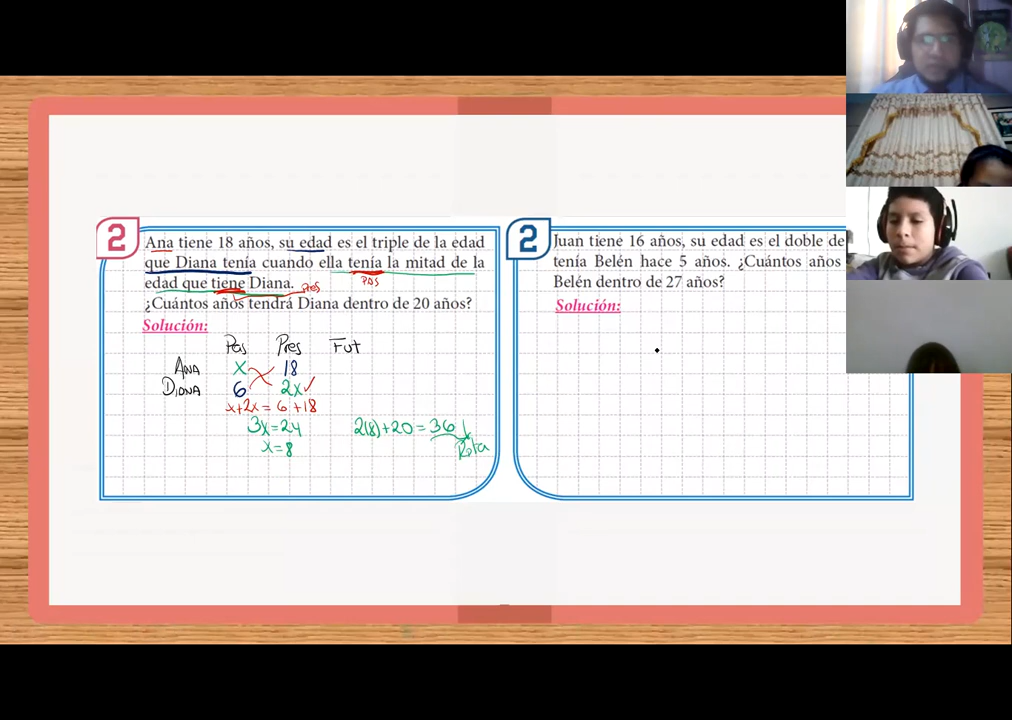 2
Ana tiene 18 años, su edad es el triple de la edad
que Diana tenía cuando ella tenía la mitad de la
edad que tiene Diana. Pres
Pas
¿Cuántos años tendrá Diana dentro de 20 años?
Solución:
Pas Pres Fut
ANA x 18
DIANA 6 2x ✓
x+2x = 6 +18
3x=24 2(8)+20=36
x=8 Rpta
2
Juan tiene 16 años, su edad es el doble de
tenía Belén hace 5 años. ¿Cuántos años
Belén dentro de 27 años?
Solución: